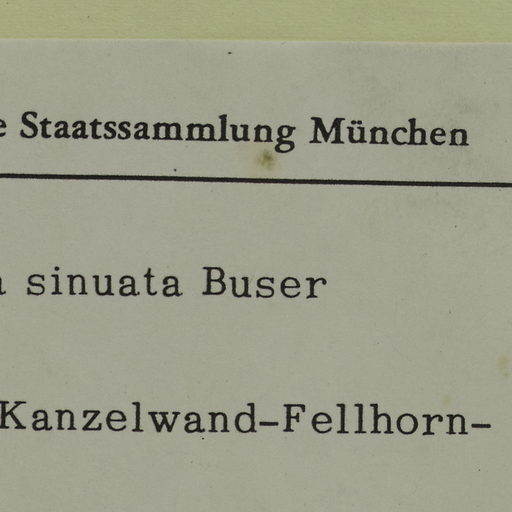 e Staatssammlung München
a sinuata Buser
Kanzelwand-Fellhorn-